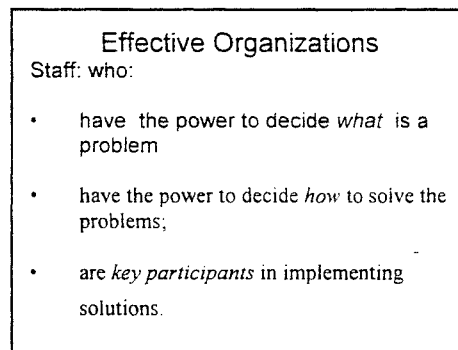 Effective Organizations
Staff: who:
• have the power to decide what is a
problem
• have the power to decide how to solve the
problems;
• are key participants in implementing
solutions.